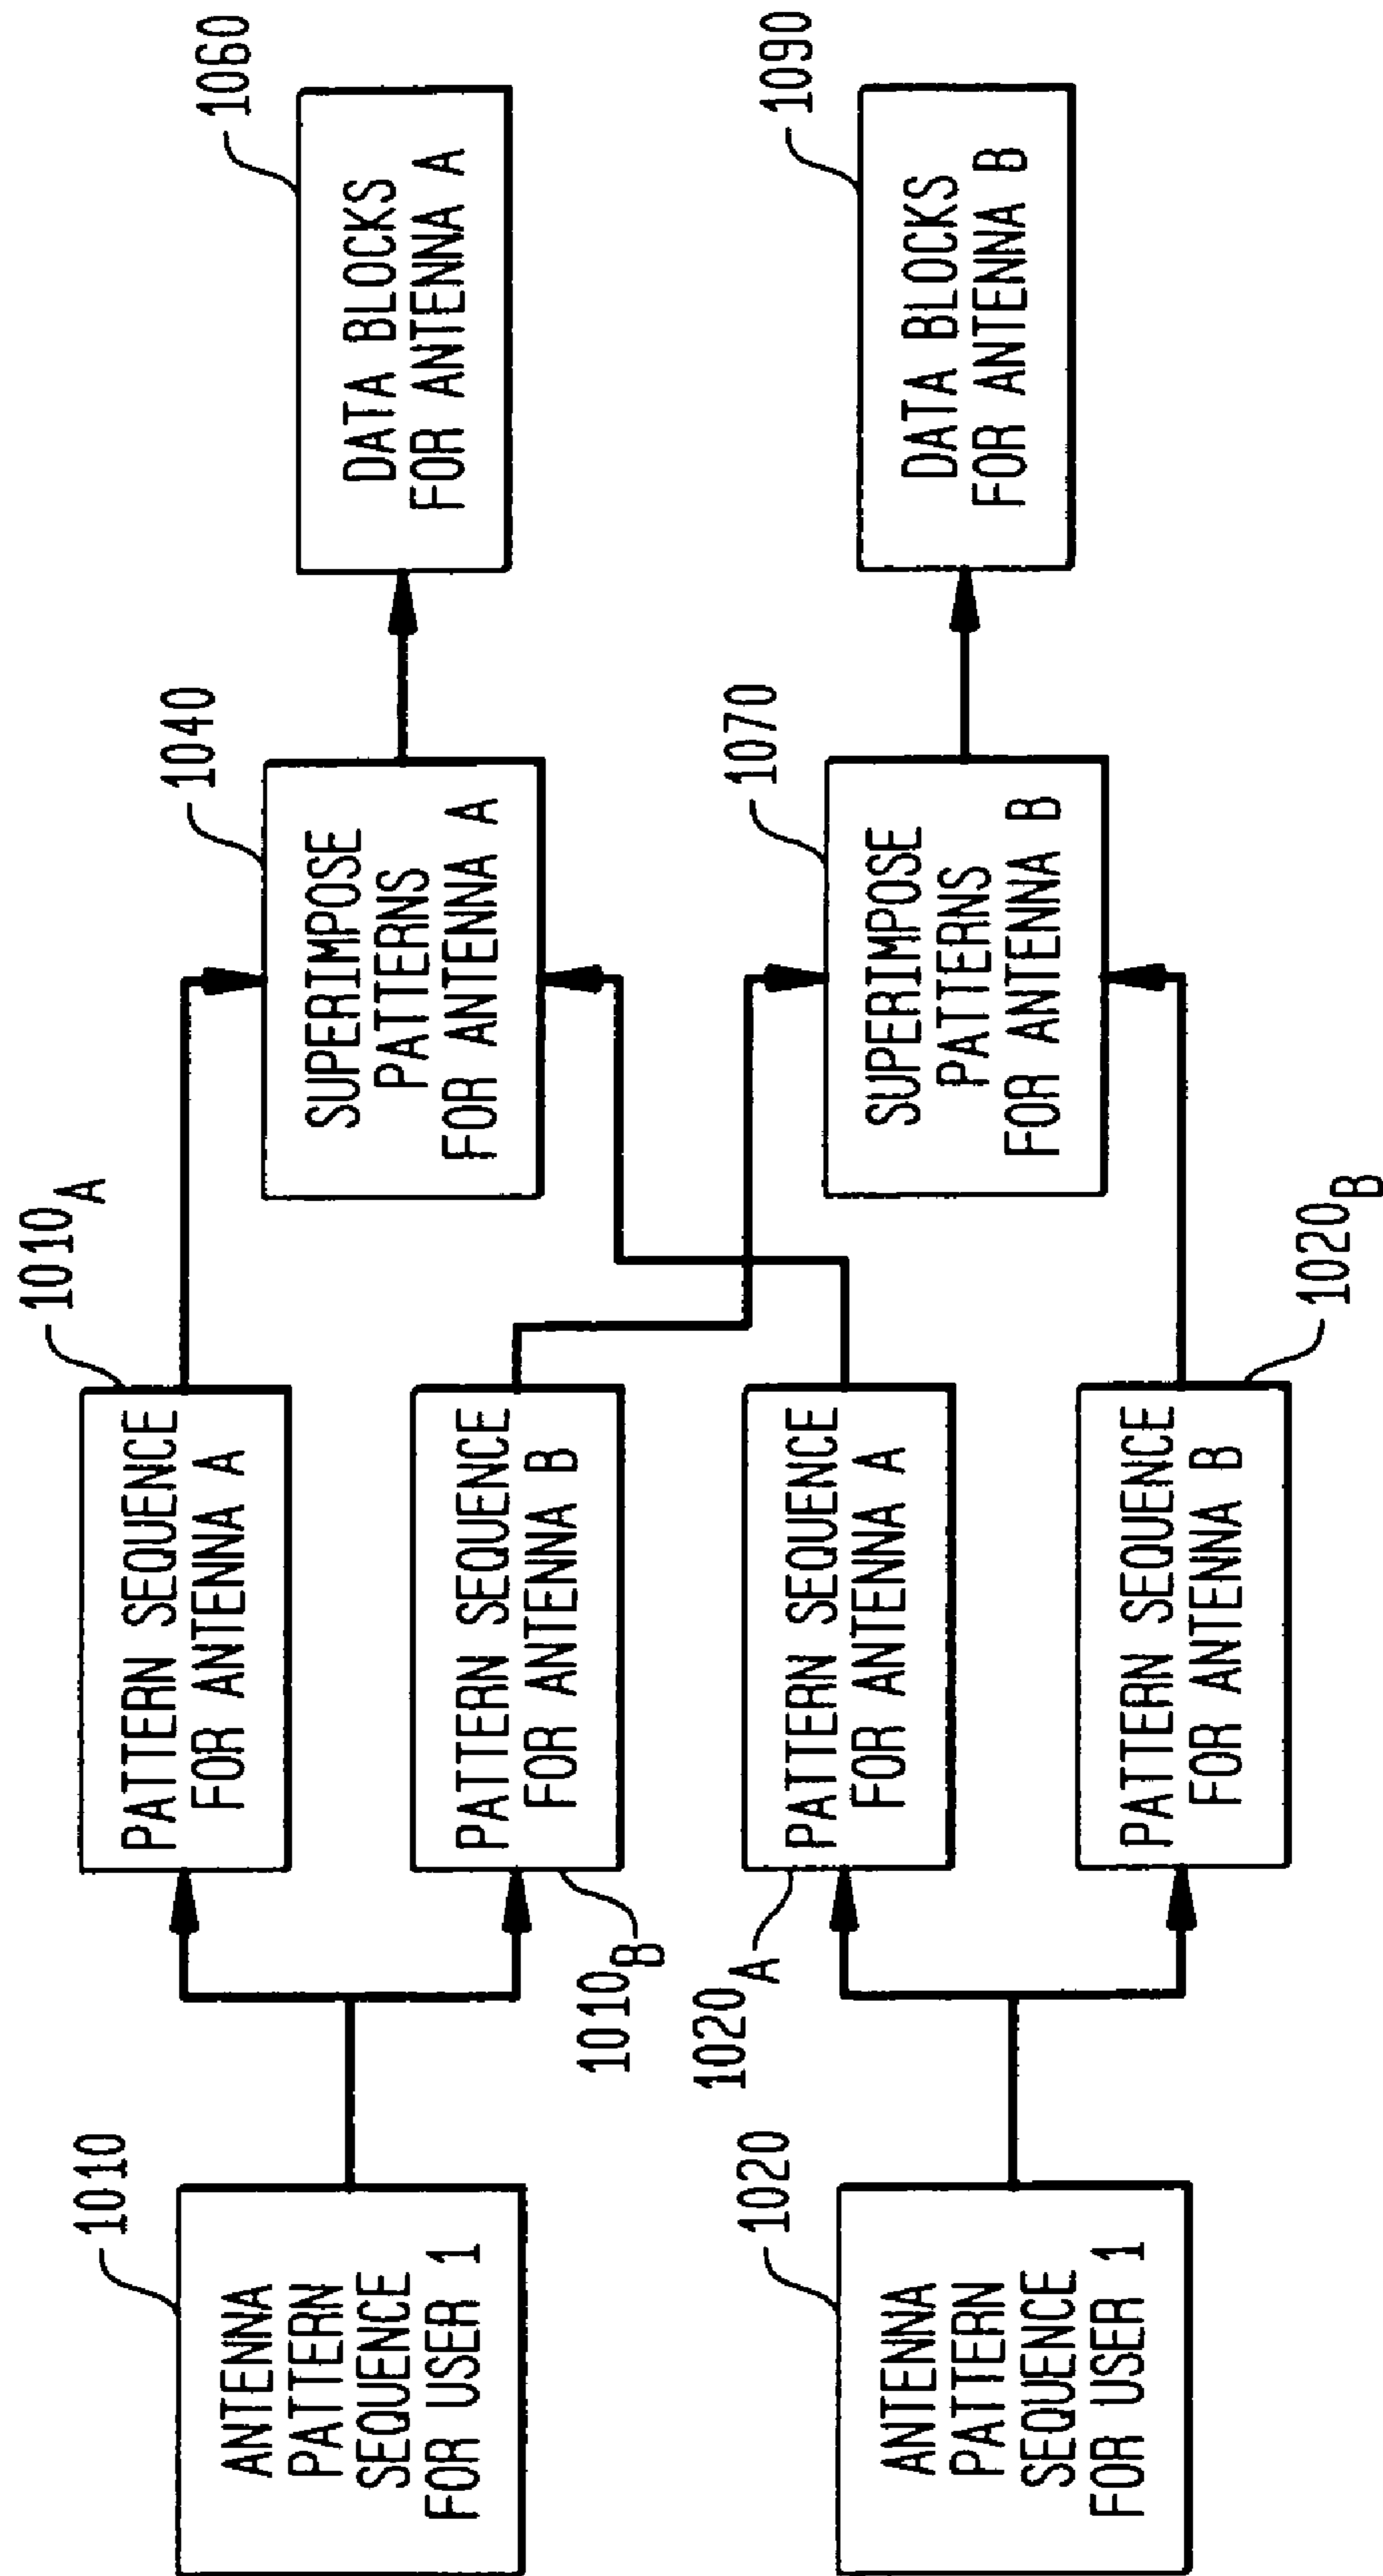 1010
ANTENNA
PATTERN
SEQUENCE
FOR USER 1
1020
ANTENNA
PATTERN
SEQUENCE
FOR USER 1
1010A
PATTERN SEQUENCE
FOR ANTENNA A
PATTERN SEQUENCE
FOR ANTENNA B
1010B
1020A
PATTERN SEQUENCE
FOR ANTENNA A
PATTERN SEQUENCE
FOR ANTENNA B
1020B
1040
SUPERIMPOSE
PATTERNS
FOR ANTENNA A
1070
SUPERIMPOSE
PATTERNS
FOR ANTENNA B
1060
DATA BLOCKS
FOR ANTENNA A
1090
DATA BLOCKS
FOR ANTENNA B